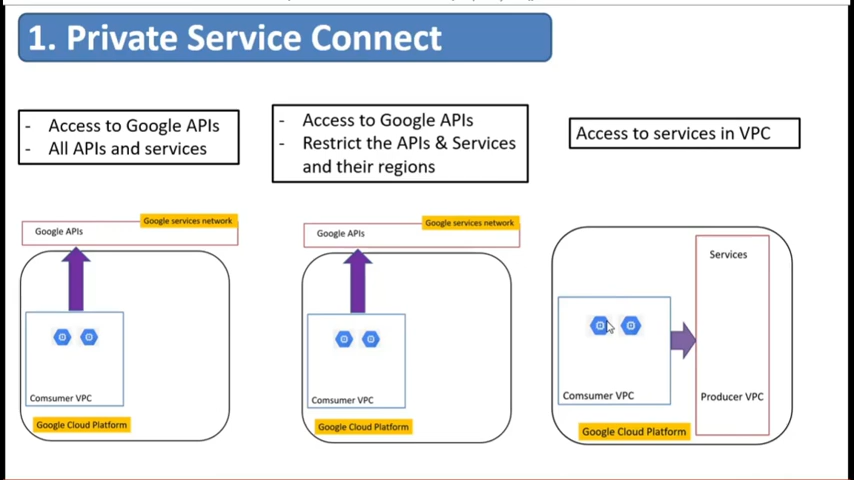 1. Private Service Connect
- Access to Google APIs
- All APIs and services
- Access to Google APIs
- Restrict the APIs & Services
and their regions
Access to services in VPC
Google services network
Google APIs
Comsumer VPC
Google Cloud Platform
Google services network
Google APIs
Comsumer VPC
Google Cloud Platform
Services
Comsumer VPC
Producer VPC
Google Cloud Platform